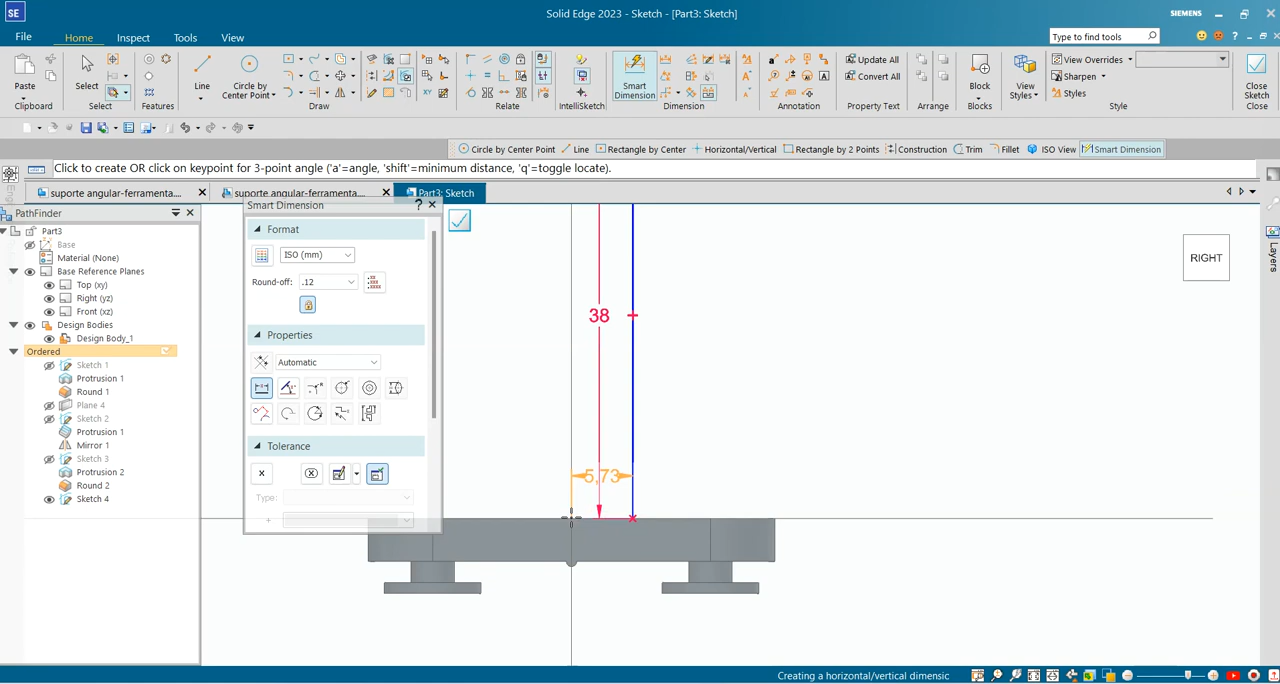 SE
Solid Edge 2023 - Sketch - [Part3: Sketch]
SIEMENS
File
Home
Inspect
Tools
View
Type to find tools
Paste
Clipboard
Select
Select
Features
Line
Circle by
Center Point
Draw
Relate
IntelliSketch
Smart
Dimension
Dimension
Annotation
Update All
Convert All
Property Text
Arrange
Block
Blocks
View
Styles
View Overrides
Sharpen
Styles
Style
Close
Sketch
Close
Circle by Center Point
Line
Rectangle by Center
Horizontal/Vertical
Rectangle by 2 Points
Construction
Trim
Fillet
ISO View
Smart Dimension
Click to create OR click on keypoint for 3-point angle ('a'=angle, 'shift'=minimum distance, 'q'=toggle locate).
suporte angular-ferramenta...
suporte angular-ferramenta...
Part3: Sketch
PathFinder
Part3
Base
Material (None)
Base Reference Planes
Top (xy)
Right (yz)
Front (xz)
Design Bodies
Design Body_1
Ordered
Sketch 1
Protrusion 1
Round 1
Plane 4
Sketch 2
Protrusion 1
Mirror 1
Sketch 3
Protrusion 2
Round 2
Sketch 4
Smart Dimension
?
Format
ISO (mm)
Round-off:
.12
Properties
Automatic
Tolerance
Type:
38
5,73
RIGHT
Layers
Creating a horizontal/vertical dimensic